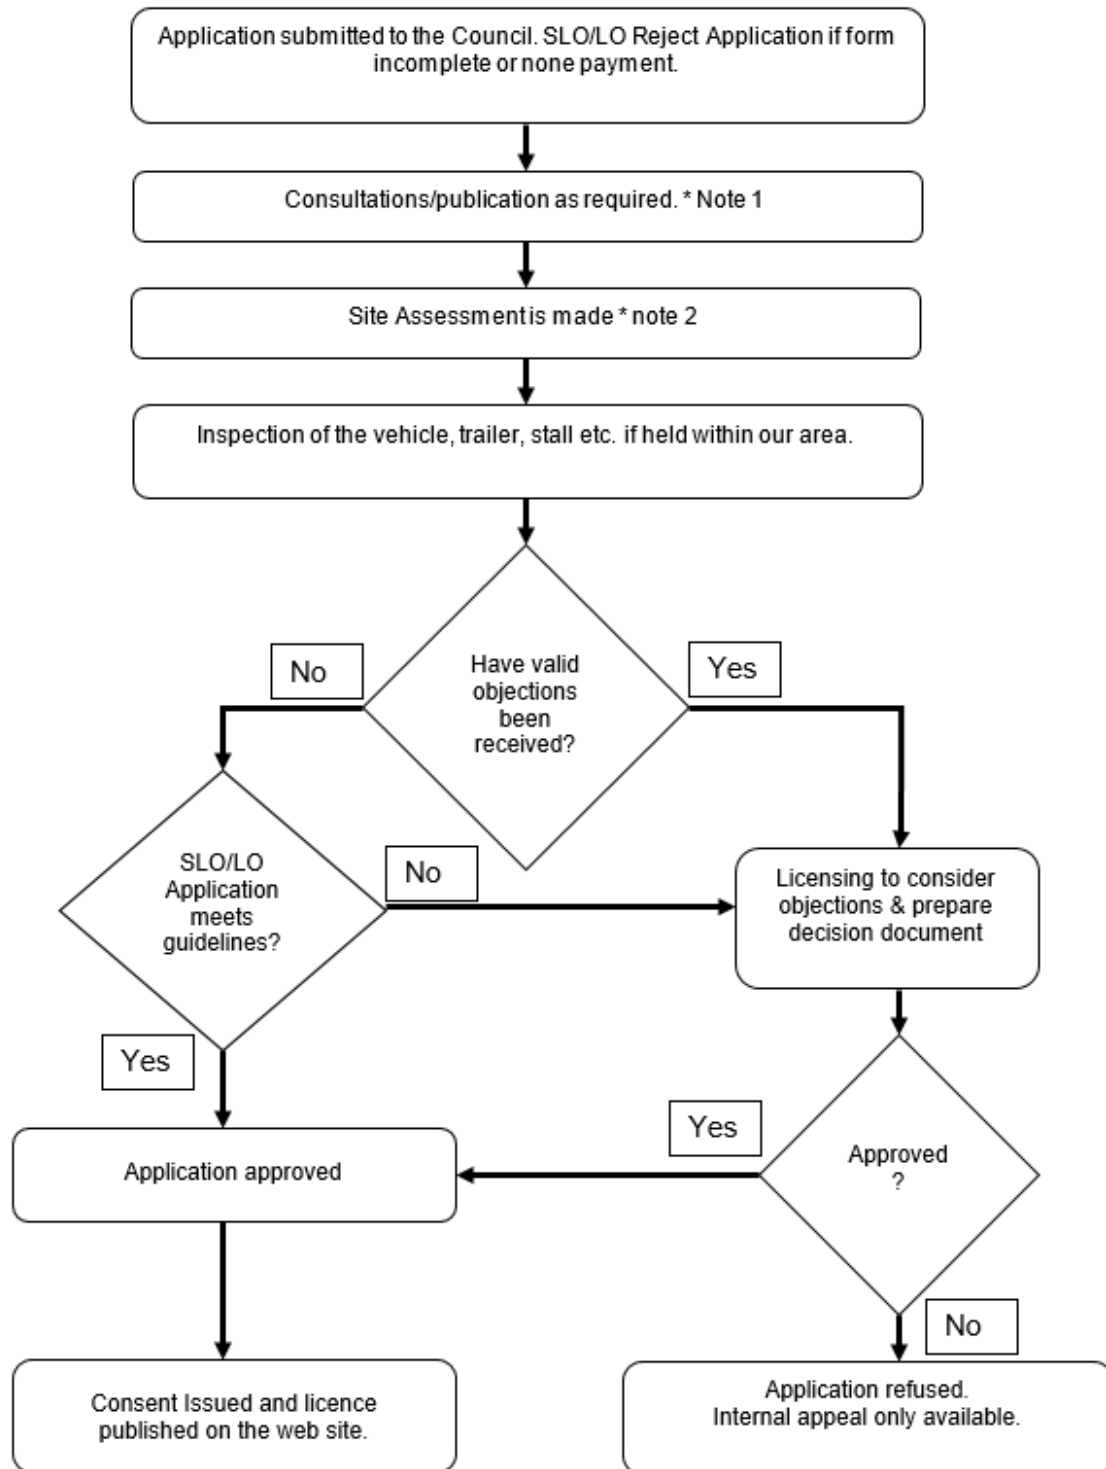 Application submitted to the Council. SLO/LO Reject Application if form
incomplete or none payment.
Consultations/publication as required. * Note 1
Site Assessment is made * note 2
Inspection of the vehicle, trailer, stall etc. if held within our area.
Have valid
objections
been
received?
No
Yes
SLO/LO
Application
meets
guidelines?
No
Licensing to consider
objections & prepare
decision document
Yes
Application approved
Yes
Approved
?
No
Consent Issued and licence
published on the web site.
Application refused.
Internal appeal only available.